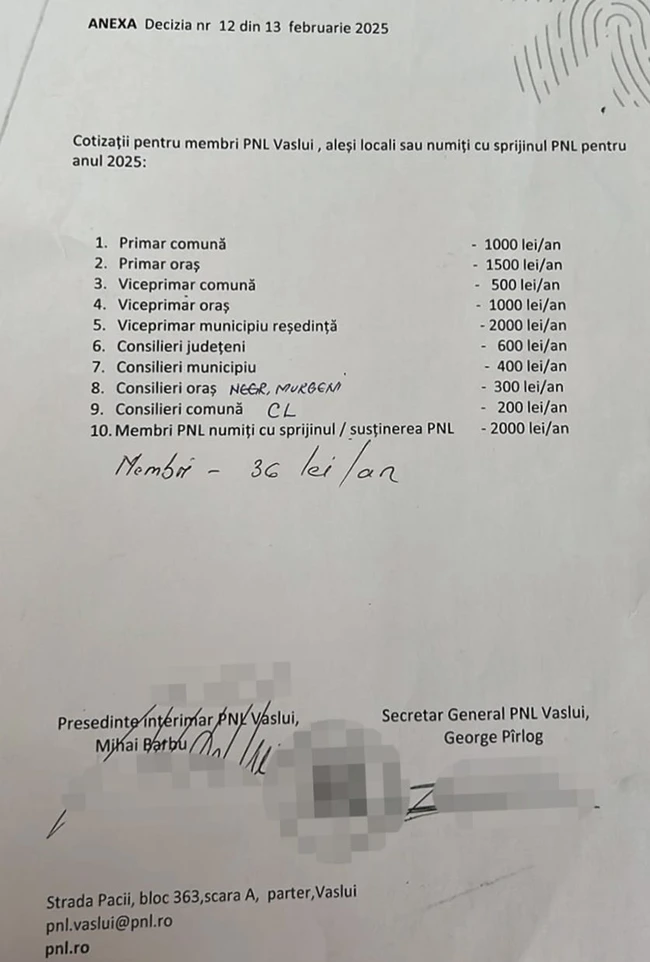 ANEXA Decizia nr 12 din 13 februarie 2025
Cotizații pentru membri PNL Vaslui , aleși locali sau numiți cu sprijinul PNL pentru
anul 2025:
1. Primar comună - 1000 lei/an
2. Primar oraș - 1500 lei/an
3. Viceprimar comună - 500 lei/an
4. Viceprimar oraș - 1000 lei/an
5. Viceprimar municipiu reședință - 2000 lei/an
6. Consilieri județeni - 600 lei/an
7. Consilieri municipiu - 400 lei/an
8. Consilieri oraș NEGR, MURGENI - 300 lei/an
9. Consilieri comună CL - 200 lei/an
10. Membri PNL numiți cu sprijinul / susținerea PNL - 2000 lei/an
Membri - 36 lei/an
Presedinte interimar PNL Vaslui,
Mihai Barbu
Secretar General PNL Vaslui,
George Pîrlog
Strada Pacii, bloc 363,scara A, parter,Vaslui
pnl.vaslui@pnl.ro
pnl.ro